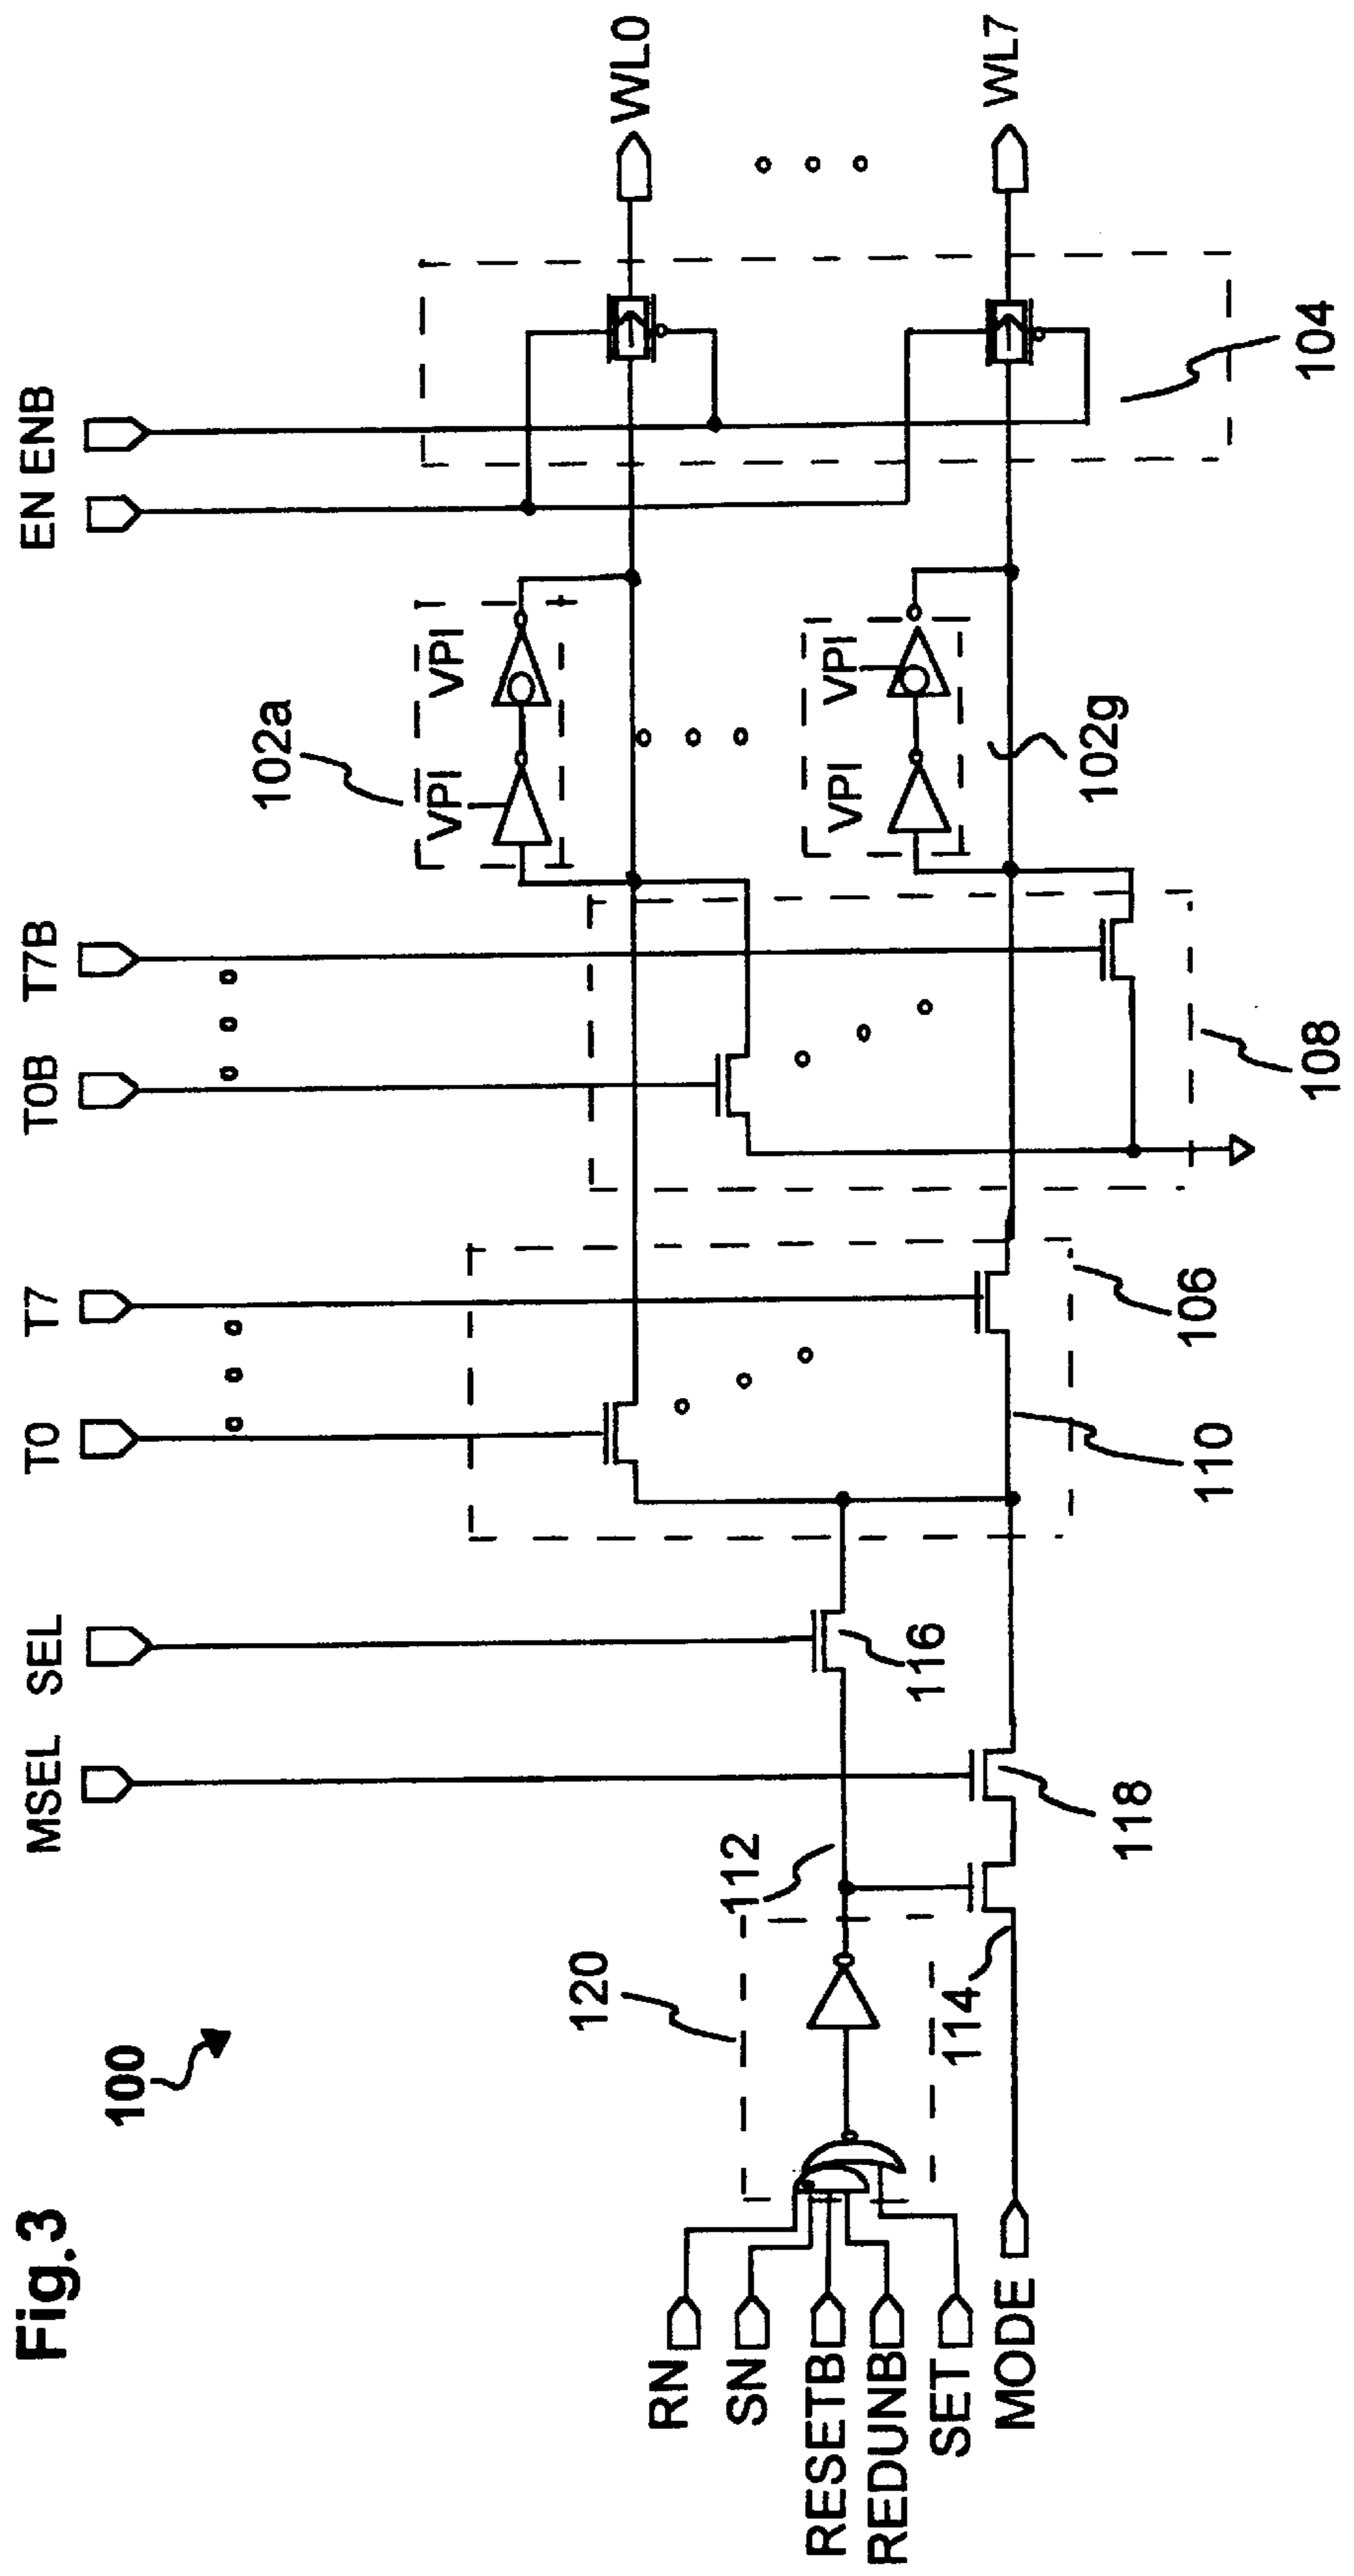 Fig.3
100
MSEL
SEL
T0
T7
T0B
T7B
EN
ENB
102a
VPI
VPI
WL0
VPI
VPI
102g
WL7
104
108
106
110
116
118
112
120
114
RN
SN
RESETB
REDUNB
SET
MODE